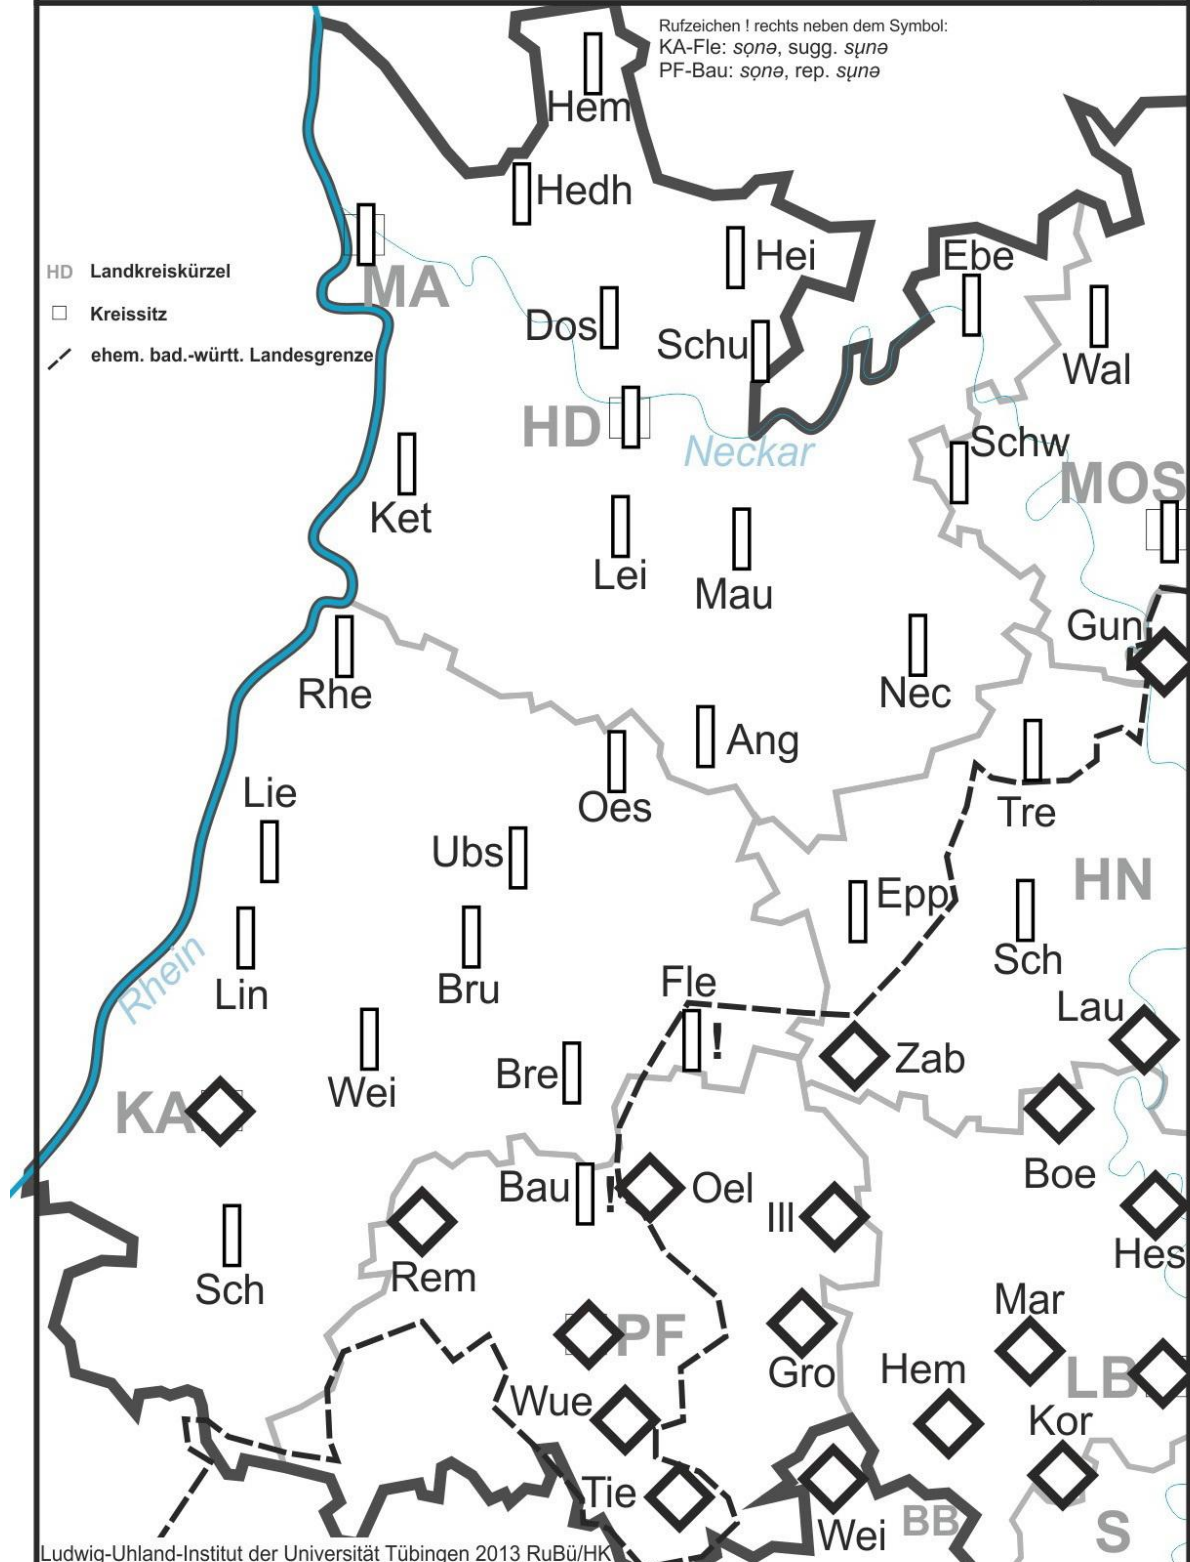 Rufzeichen ! rechts neben dem Symbol:
KA-Fle: sọnə, sugg. sụnə
PF-Bau: sọnə, rep. sụnə
Hem
Hedh
HD Landkreiskürzel
MA
Hei
Ebe
Kreissitz
Dos
Schu
ehem. bad.-württ. Landesgrenze
Wal
HD
Neckar
Schw
MOS
Ket
Lei
Mau
Gun
Rhe
Nec
Ang
Lie
Oes
Tre
Ubs
Epp
HN
Rhein
Lin
Bru
Fle
Sch
Lau
!
Wei
Bre
Zab
KA
Boe
Bau
!
Oel
Ill
Sch
Rem
Hes
Mar
PF
Gro
Hem
LB
Wue
Kor
Tie
Wei
BB
S
Ludwig-Uhland-Institut der Universität Tübingen 2013 RuBü/HK